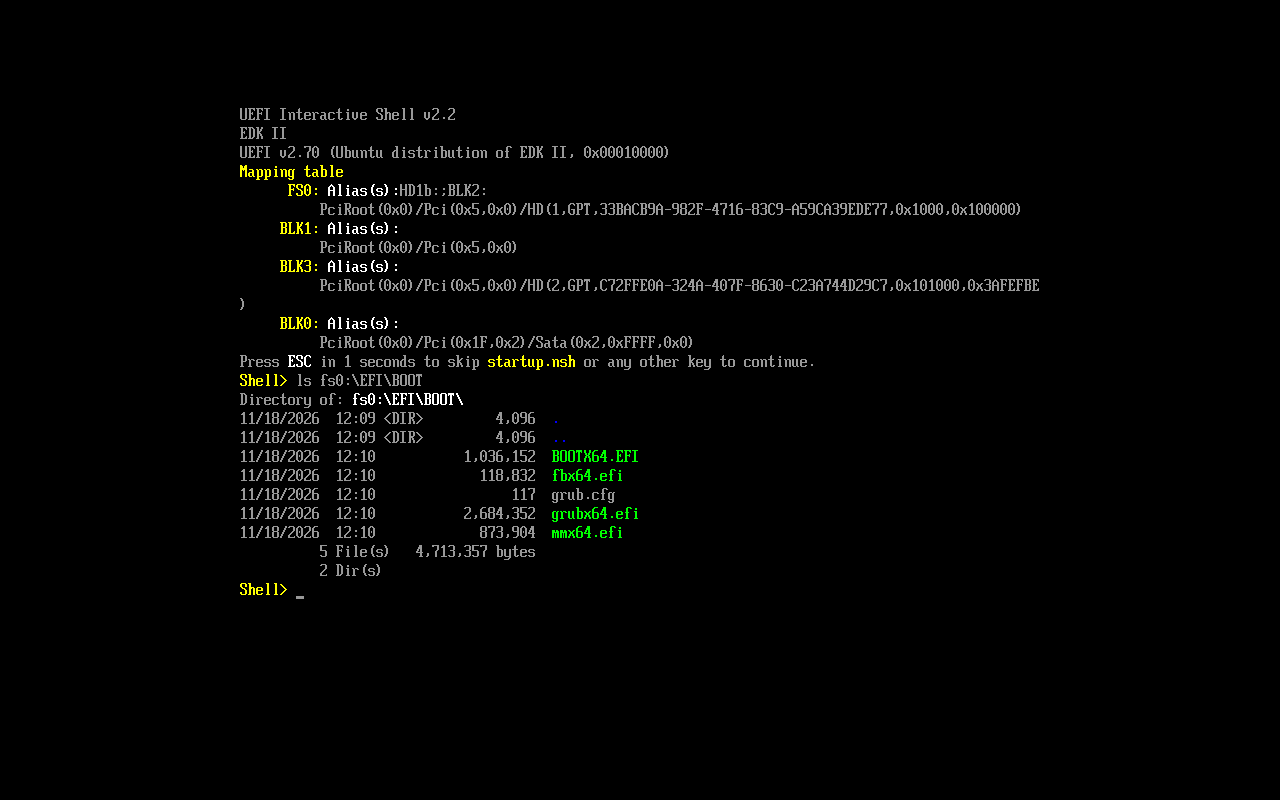 UEFI Interactive Shell v2.2
EDK II
UEFI v2.70 (Ubuntu distribution of EDK II, 0x00010000)
Mapping table
      FS0: Alias(s):HD1b:;BLK2:
          PciRoot(0x0)/Pci(0x5,0x0)/HD(1,GPT,33BACB9A-982F-4716-83C9-A59CA39EDE77,0x1000,0x100000)
     BLK1: Alias(s):
          PciRoot(0x0)/Pci(0x5,0x0)
     BLK3: Alias(s):
          PciRoot(0x0)/Pci(0x5,0x0)/HD(2,GPT,C72FFE0A-324A-407F-8630-C23A744D29C7,0x101000,0x3AFEFBE
)
     BLK0: Alias(s):
          PciRoot(0x0)/Pci(0x1F,0x2)/Sata(0x2,0xFFFF,0x0)
Press ESC in 1 seconds to skip startup.nsh or any other key to continue.
Shell> ls fs0:\EFI\BOOT
Directory of: fs0:\EFI\BOOT\
11/18/2026  12:09 <DIR>         4,096  .
11/18/2026  12:09 <DIR>         4,096  ..
11/18/2026  12:10           1,036,152  BOOTX64.EFI
11/18/2026  12:10             118,832  fbx64.efi
11/18/2026  12:10                 117  grub.cfg
11/18/2026  12:10           2,684,352  grubx64.efi
11/18/2026  12:10             873,904  mmx64.efi
          5 File(s)   4,713,357 bytes
          2 Dir(s)
Shell> _